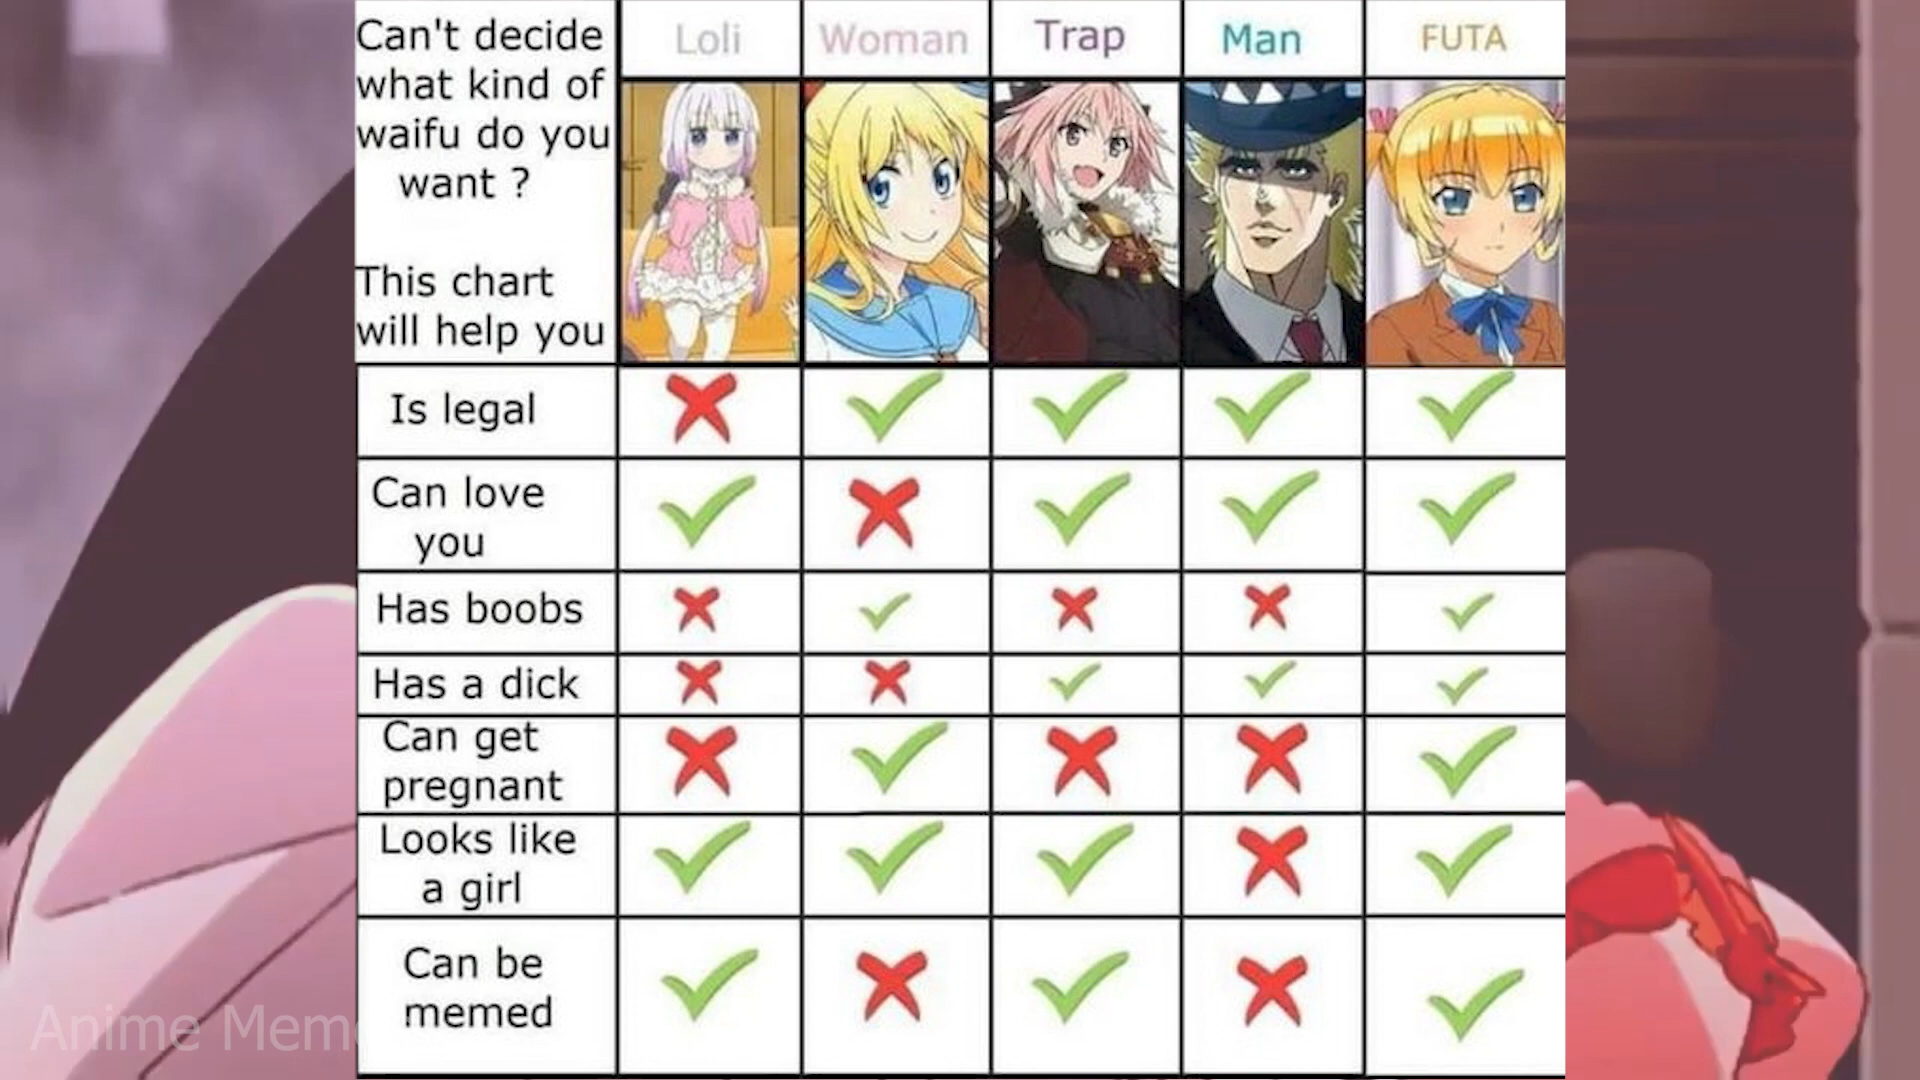 Can't decide
what kind of
waifu do you
want ?
This chart
will help you
Loli
Woman
Trap
Man
FUTA
Is legal
Can love
you
Has boobs
Has a dick
Can get
pregnant
Looks like
a girl
Can be
memed
Anime Meme